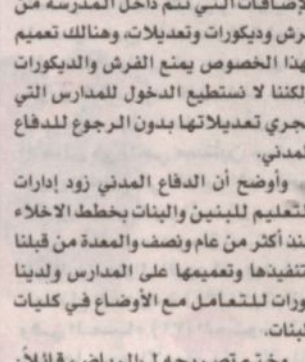 الإضافات التي تتم داخل المدرسة من
فرش وديكورات وتعديلات، وهنالك تعميم
بهذا الخصوص يمنع الفرش والديكورات
لكننا لا نستطيع الدخول للمدارس التي
تجري تعديلاتها بدون الرجوع للدفاع
المدني.
وأوضح أن الدفاع المدني زود إدارات
التعليم للبنين والبنات بخطط الاخلاء
منذ أكثر من عام ونصف والمعدة من قبلنا
تنفيذها وتعميمها على المدارس ولدينا
دورات للتعامل مع الأوضاع في كليات
البنات.